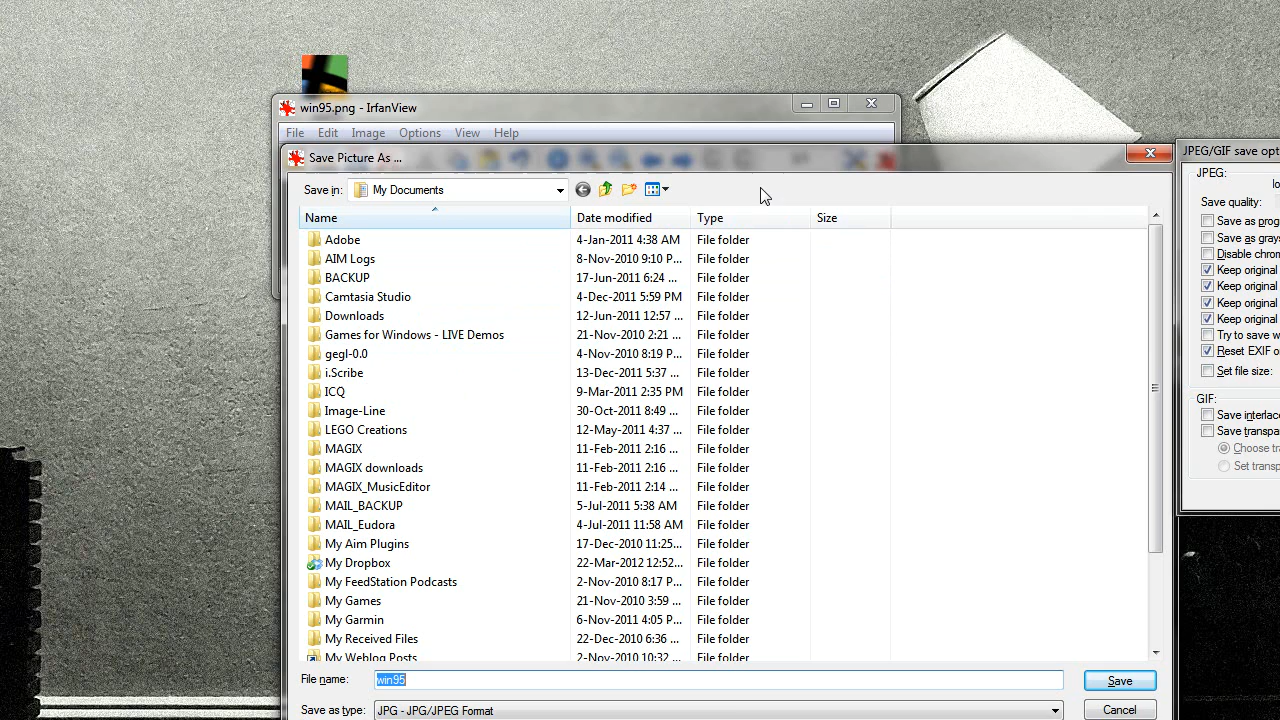 win95.png - IrfanView
File Edit Image Options View Help
Save Picture As ...
JPEG/GIF save opt
Save in: My Documents
JPEG:
Save quality:
Save as prog
Save as gray
Disable chrom
Keep original
Keep original
Keep original
Keep original
Try to save w
Reset EXIF o
Set file size:
GIF:
Save interlac
Save transpa
Choose tra
Set transp
Name Date modified Type Size
Adobe 4-Jan-2011 4:38 AM File folder
AIM Logs 8-Nov-2010 9:10 P... File folder
BACKUP 17-Jun-2011 6:24 ... File folder
Camtasia Studio 4-Dec-2011 5:59 PM File folder
Downloads 12-Jun-2011 12:57 ... File folder
Games for Windows - LIVE Demos 21-Nov-2010 2:21 ... File folder
gegl-0.0 4-Nov-2010 8:19 P... File folder
i.Scribe 13-Dec-2011 5:37 ... File folder
ICQ 9-Mar-2011 2:35 PM File folder
Image-Line 30-Oct-2011 8:49 ... File folder
LEGO Creations 12-May-2011 4:37 ... File folder
MAGIX 11-Feb-2011 2:16 ... File folder
MAGIX downloads 11-Feb-2011 2:16 ... File folder
MAGIX_MusicEditor 11-Feb-2011 2:14 ... File folder
MAIL_BACKUP 5-Jul-2011 5:38 AM File folder
MAIL_Eudora 4-Jul-2011 11:58 AM File folder
My Aim Plugins 17-Dec-2010 11:25... File folder
My Dropbox 22-Mar-2012 12:52... File folder
My FeedStation Podcasts 2-Nov-2010 8:17 P... File folder
My Games 21-Nov-2010 3:59 ... File folder
My Garmin 6-Nov-2011 4:05 P... File folder
My Received Files 22-Dec-2010 6:36 ... File folder
My Weblog Posts 2-Nov-2010 10:32 ... File folder
File name: win95 Save
Save as type: JPG - JPG/JPEG Format Cancel